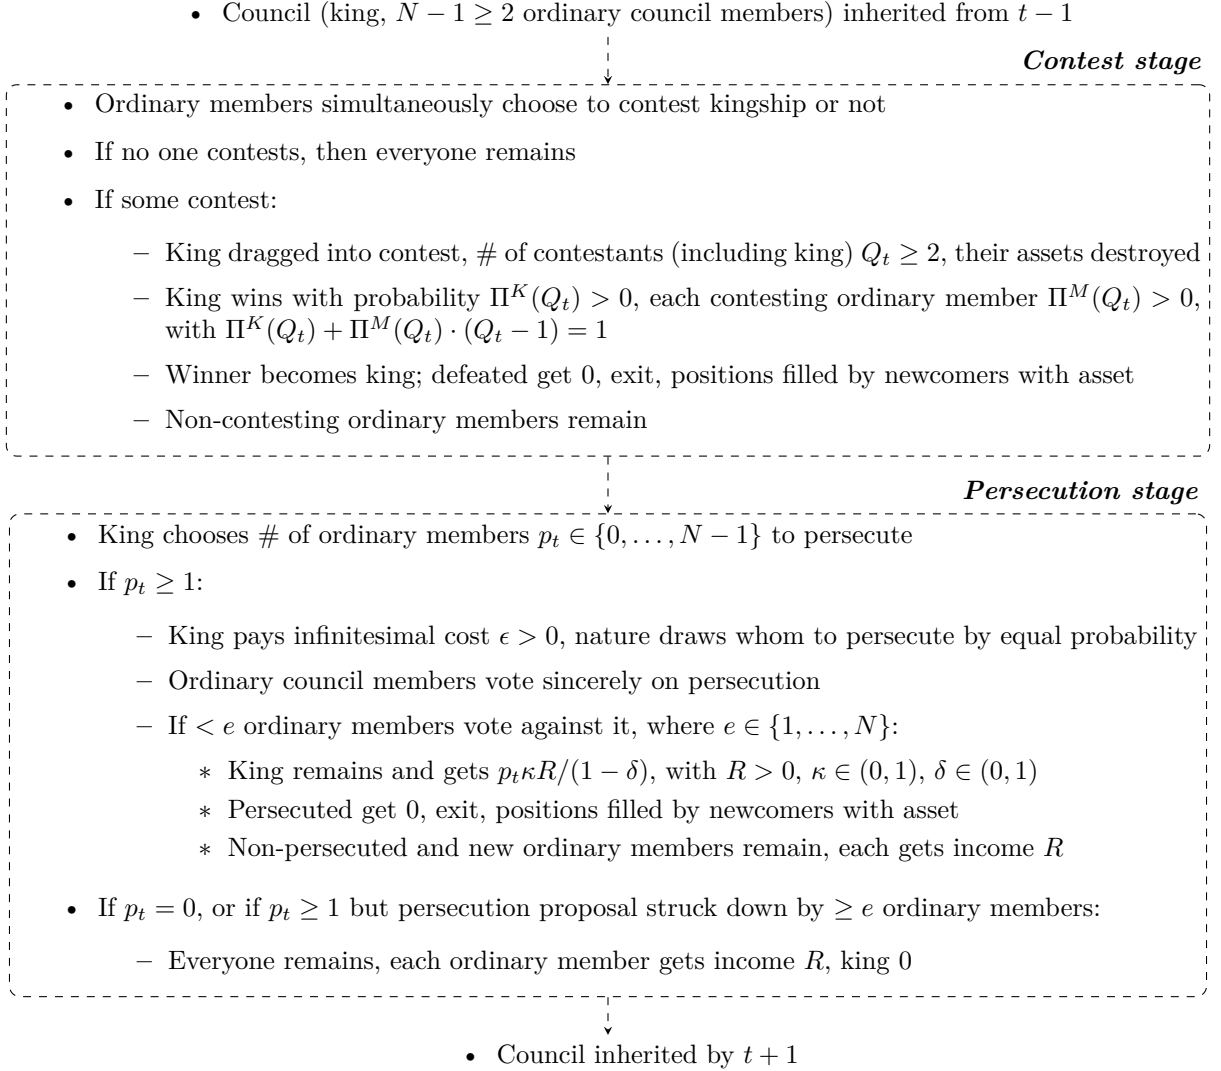 • Council (king, N − 1 ≥ 2 ordinary council members) inherited from t − 1
Contest stage
• Ordinary members simultaneously choose to contest kingship or not
• If no one contests, then everyone remains
• If some contest:
– King dragged into contest, # of contestants (including king) Q_t ≥ 2, their assets destroyed
– King wins with probability Π^K(Q_t) > 0, each contesting ordinary member Π^M(Q_t) > 0,
with Π^K(Q_t) + Π^M(Q_t) · (Q_t − 1) = 1
– Winner becomes king; defeated get 0, exit, positions filled by newcomers with asset
– Non-contesting ordinary members remain
Persecution stage
• King chooses # of ordinary members p_t ∈ {0, . . . , N − 1} to persecute
• If p_t ≥ 1:
– King pays infinitesimal cost ϵ > 0, nature draws whom to persecute by equal probability
– Ordinary council members vote sincerely on persecution
– If < e ordinary members vote against it, where e ∈ {1, . . . , N}:
∗ King remains and gets p_tκR/(1 − δ), with R > 0, κ ∈ (0, 1), δ ∈ (0, 1)
∗ Persecuted get 0, exit, positions filled by newcomers with asset
∗ Non-persecuted and new ordinary members remain, each gets income R
• If p_t = 0, or if p_t ≥ 1 but persecution proposal struck down by ≥ e ordinary members:
– Everyone remains, each ordinary member gets income R, king 0
• Council inherited by t + 1